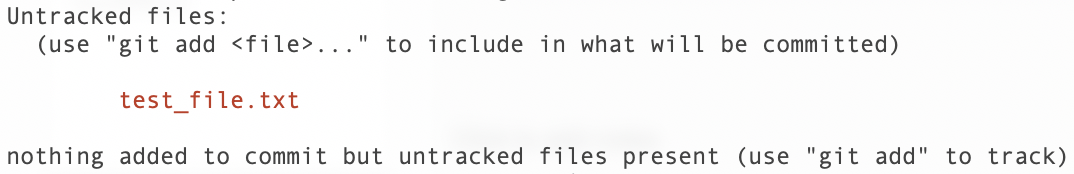 Untracked files:
(use "git add <file>..." to include in what will be committed)
test_file.txt
nothing added to commit but untracked files present (use "git add" to track)